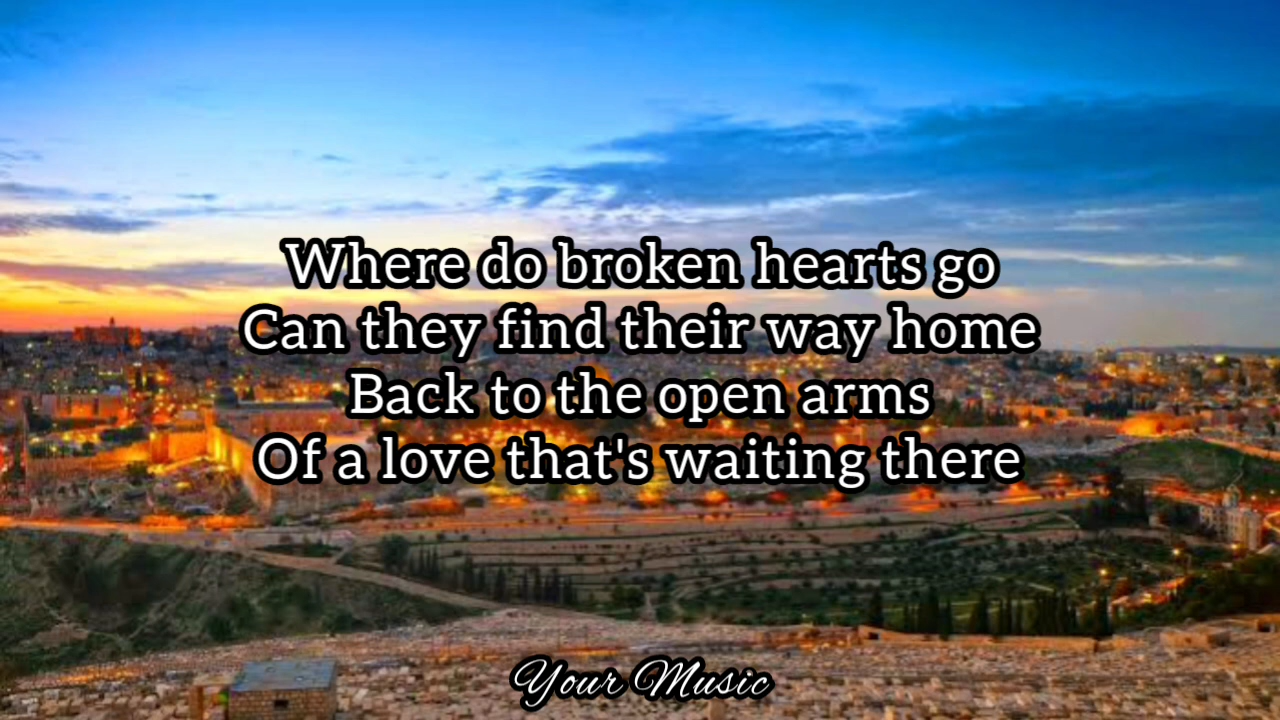 Where do broken hearts go
Can they find their way home
Back to the open arms
Of a love that's waiting there
Your Music